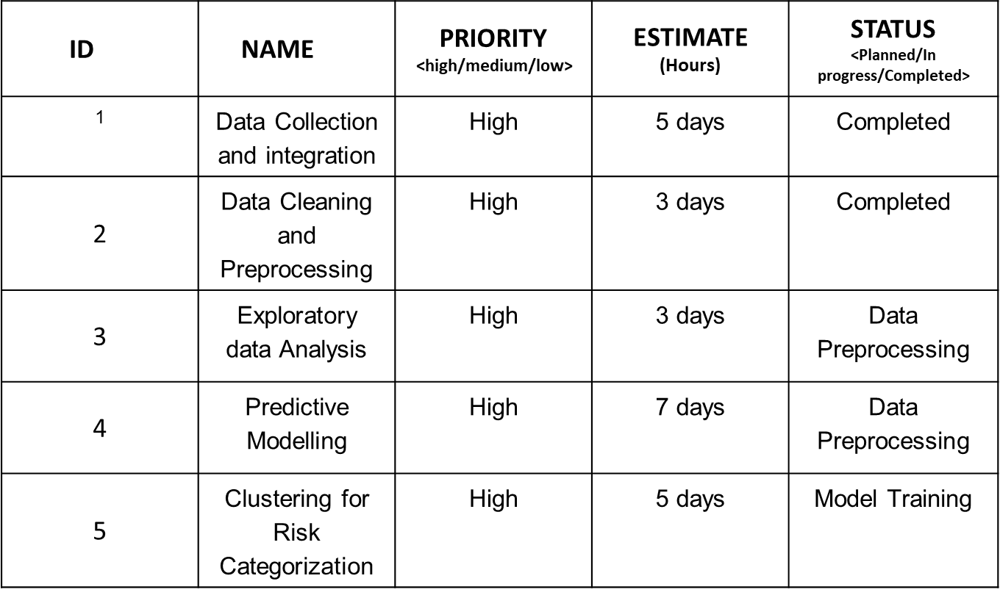 ID
NAME
PRIORITY
<high/medium/low>
ESTIMATE
(Hours)
STATUS
<Planned/In
progress/Completed>
1
Data Collection
and integration
High
5 days
Completed
2
Data Cleaning
and
Preprocessing
High
3 days
Completed
3
Exploratory
data Analysis
High
3 days
Data
Preprocessing
4
Predictive
Modelling
High
7 days
Data
Preprocessing
5
Clustering for
Risk
Categorization
High
5 days
Model Training